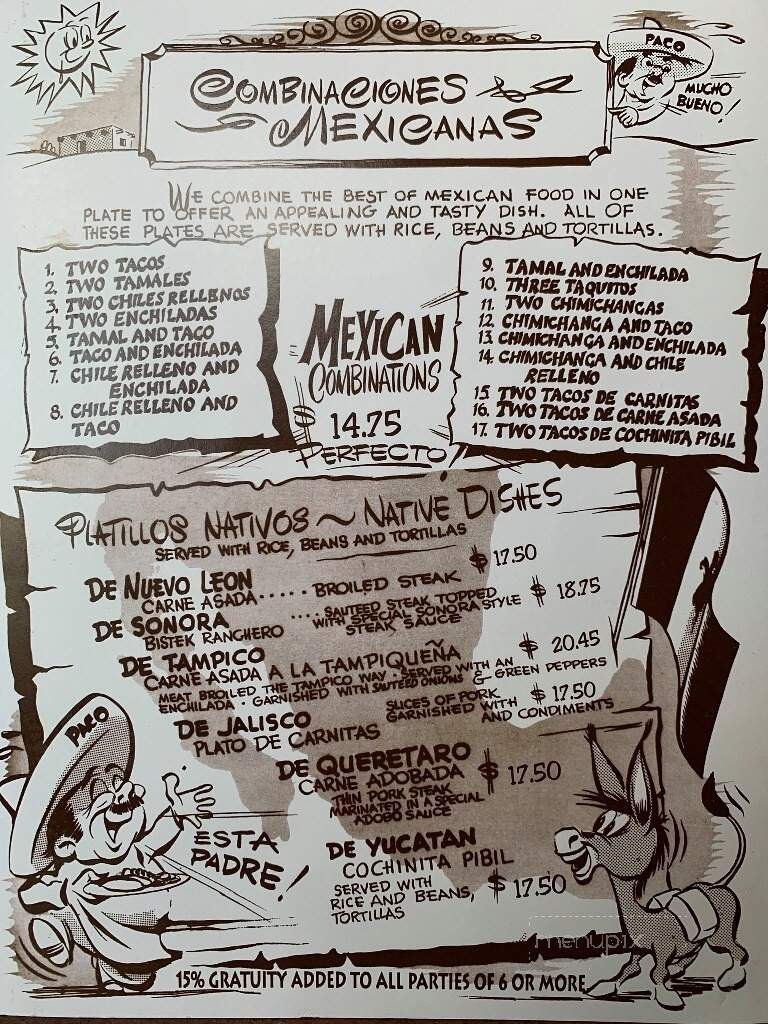 COMBINACIONES
MEXICANAS
PACO
MUCHO
BUENO!
WE COMBINE THE BEST OF MEXICAN FOOD IN ONE
PLATE TO OFFER AN APPEALING AND TASTY DISH. ALL OF
THESE PLATES ARE SERVED WITH RICE, BEANS AND TORTILLAS.
1. TWO TACOS
2. TWO TAMALES
3. TWO CHILES RELLENOS
4. TWO ENCHILADAS
5. TAMAL AND TACO
6. TACO AND ENCHILADA
7. CHILE RELLENO AND
ENCHILADA
8. CHILE RELLENO AND
TACO
MEXICAN
COMBINATIONS
$ 14.75
PERFECTO
9. TAMAL AND ENCHILADA
10. THREE TAQUITOS
11. TWO CHIMICHANGAS
12. CHIMICHANGA AND TACO
13. CHIMICHANGA AND ENCHILADA
14. CHIMICHANGA AND CHILE
RELLENO
15. TWO TACOS DE CARNITAS
16. TWO TACOS DE CARNE ASADA
17. TWO TACOS DE COCHINITA PIBIL
PLATILLOS NATIVOS ~ NATIVE DISHES
SERVED WITH RICE, BEANS AND TORTILLAS
DE NUEVO LEON
CARNE ASADA..... BROILED STEAK $ 17.50
DE SONORA
BISTEK RANCHERO .... SAUTEED STEAK TOPPED
WITH SPECIAL SONORA STYLE
STEAK SAUCE $ 18.75
DE TAMPICO
CARNE ASADA A LA TAMPIQUEÑA $ 20.45
MEAT BROILED THE TAMPICO WAY - SERVED WITH AN
ENCHILADA - GARNISHED WITH SAUTEED ONIONS & GREEN PEPPERS
DE JALISCO
PLATO DE CARNITAS
SLICES OF PORK
GARNISHED WITH
AND CONDIMENTS $ 17.50
DE QUERETARO
CARNE ADOBADA $ 17.50
THIN PORK STEAK
MARINATED IN A SPECIAL
ADOBO SAUCE
DE YUCATAN
COCHINITA PIBIL
SERVED WITH
RICE AND BEANS,
TORTILLAS $ 17.50
PACO
ESTA
PADRE!
menupix
15% GRATUITY ADDED TO ALL PARTIES OF 6 OR MORE